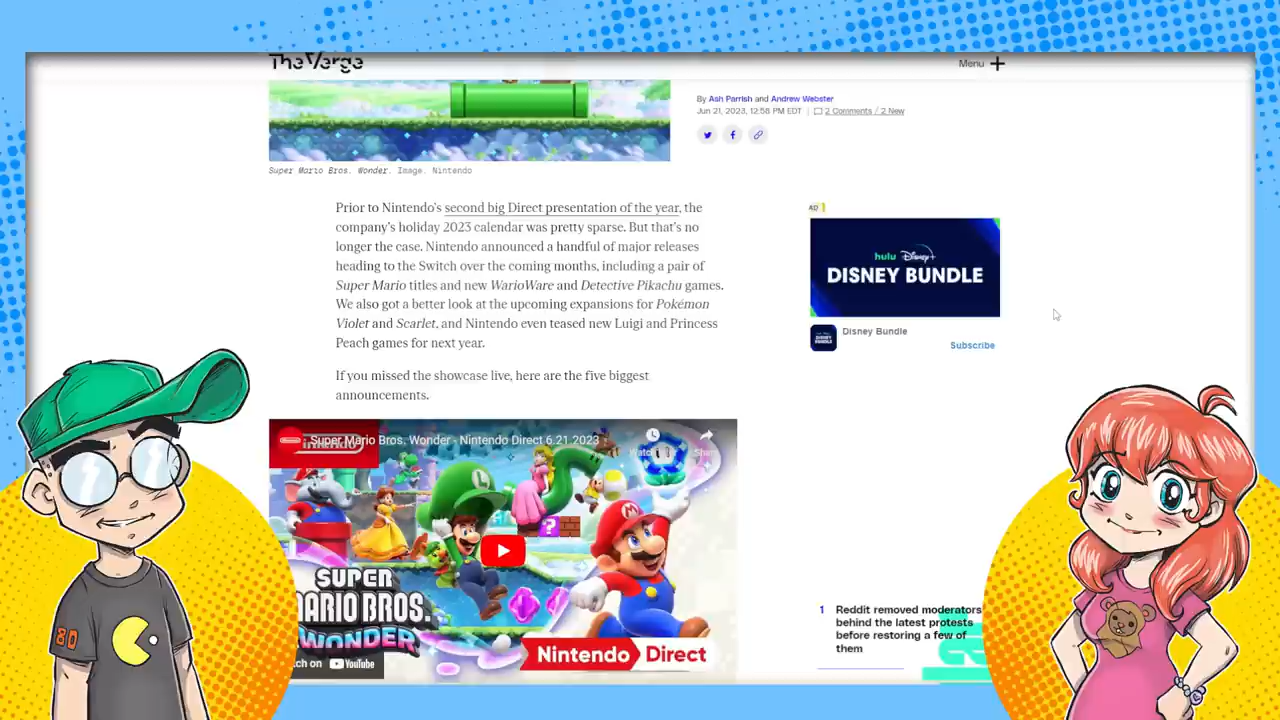 The Verge
Menu
By Ash Parrish and Andrew Webster
Jun 21, 2023, 12:56 PM EDT | 2 Comments / 2 New
Super Mario Bros. Wonder. Image. Nintendo
Prior to Nintendo's second big Direct presentation of the year, the
company's holiday 2023 calendar was pretty sparse. But that's no
longer the case. Nintendo announced a handful of major releases
heading to the Switch over the coming months, including a pair of
Super Mario titles and new WarioWare and Detective Pikachu games.
We also got a better look at the upcoming expansions for Pokémon
Violet and Scarlet, and Nintendo even teased new Luigi and Princess
Peach games for next year.
If you missed the showcase live, here are the five biggest
announcements.
AD
hulu Disney+
DISNEY BUNDLE
Disney Bundle
Subscribe
Super Mario Bros. Wonder - Nintendo Direct 6.21.2023
Nintendo
Share
L
M
?
SUPER
MARIO BROS.
WONDER
Nintendo Direct
YouTube
1 Reddit removed moderators
behind the latest protests
before restoring a few of
them
80